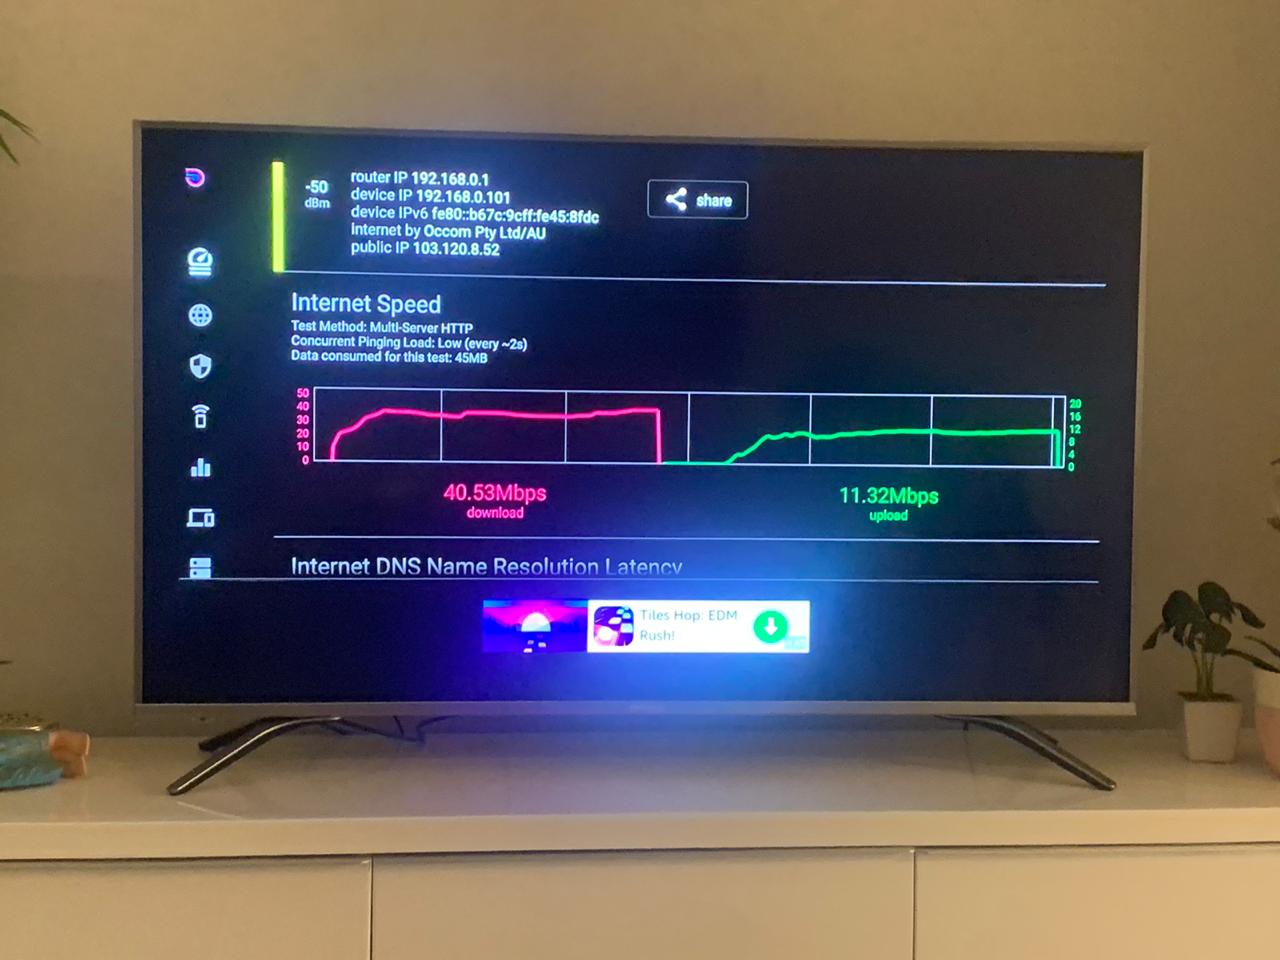 -50
dBm
router IP 192.168.0.1
device IP 192.168.0.101
device IPv6 fe80::b67c:9cff:fe45:8fdc
Internet by Occom Pty Ltd/AU
public IP 103.120.8.52
share
Internet Speed
Test Method: Multi-Server HTTP
Concurrent Pinging Load: Low (every ~2s)
Data consumed for this test: 45MB
50
40
30
20
10
0
20
16
12
8
4
0
40.53Mbps
download
11.32Mbps
upload
Internet DNS Name Resolution Latency
Tiles Hop: EDM
Rush!